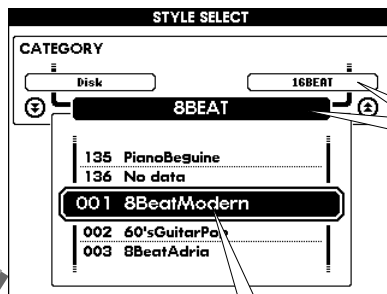 STYLE SELECT
CATEGORY
Disk 16BEAT
8BEAT
135 PianoBeguine
136 No data
001 8BeatModern
002 60'sGuitarPop
003 8BeatAdria